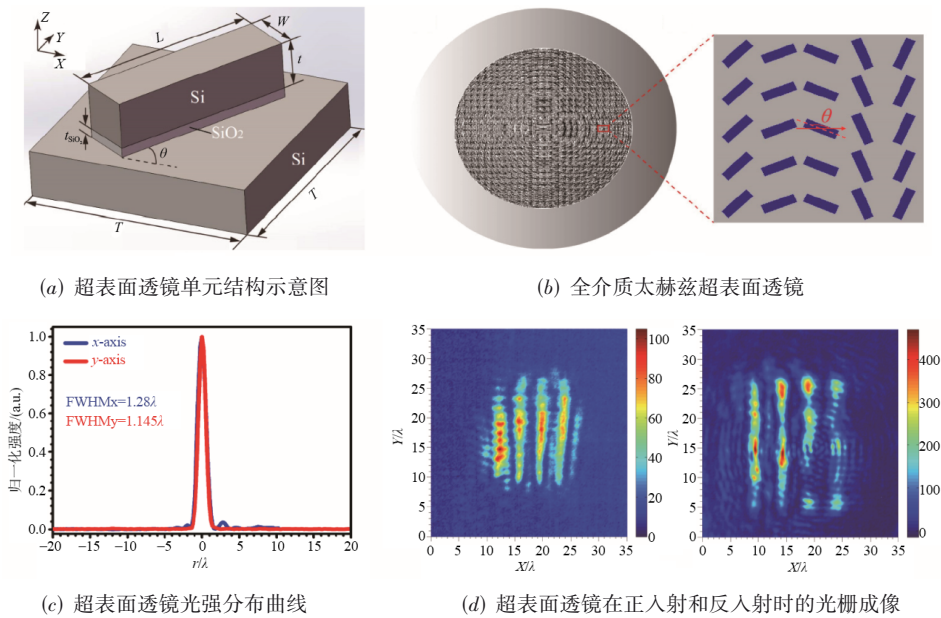 Z
Y
X
L
W
t
Si
SiO₂
t_SiO₂
θ
Si
T
T
θ
(a) 超表面透镜单元结构示意图
(b) 全介质太赫兹超表面透镜
1.0
0.8
0.6
0.4
0.2
0.0
归一化强度/(a.u.)
x-axis
y-axis
FWHMx=1.28λ
FWHMy=1.145λ
−20 −15 −10 −5 0 5 10 15 20
r/λ
35
30
25
20
15
10
5
0
Y/λ
0 5 10 15 20 25 30 35
X/λ
100
80
60
40
20
0
35
30
25
20
15
10
5
0
Y/λ
0 5 10 15 20 25 30 35
X/λ
400
300
200
100
0
(c) 超表面透镜光强分布曲线
(d) 超表面透镜在正入射和反入射时的光栅成像